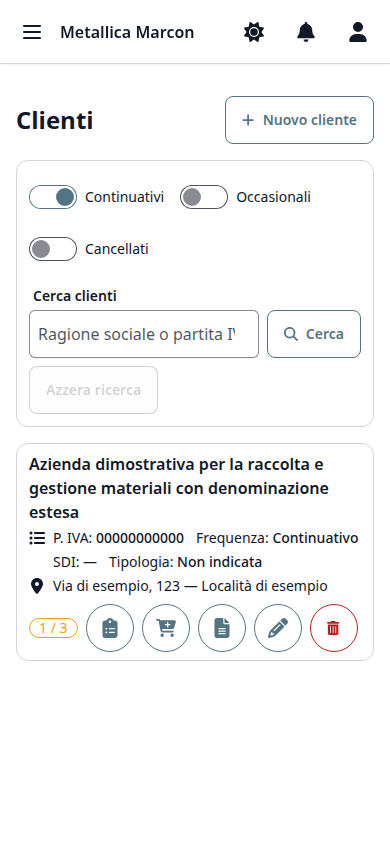 Metallica Marcon
Clienti
Nuovo cliente
Continuativi
Occasionali
Cancellati
Cerca clienti
Ragione sociale o partita
Cerca
Azzera ricerca
Azienda dimostrativa per la raccolta e
gestione materiali con denominazione
estesa
P. IVA: 00000000000 Frequenza: Continuativo
SDI: — Tipologia: Non indicata
Via di esempio, 123 — Località di esempio
1 / 3